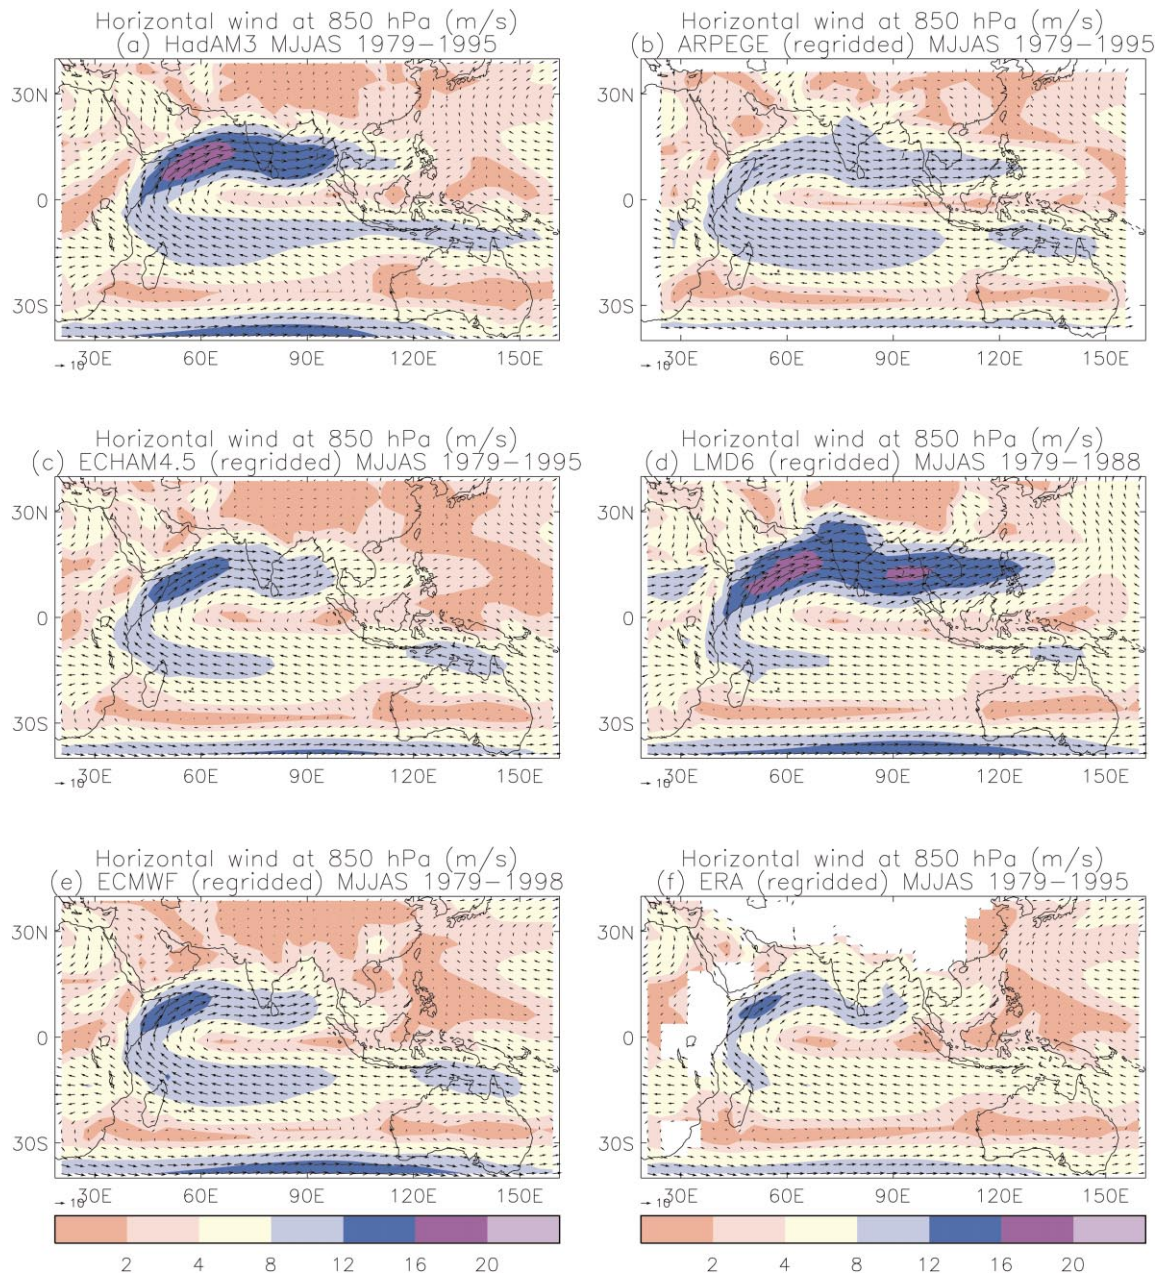 Horizontal wind at 850 hPa (m/s)
(a) HadAM3 MJJAS 1979-1995
30N
0
30S
30E 60E 90E 120E 150E
10
Horizontal wind at 850 hPa (m/s)
(b) ARPEGE (regridded) MJJAS 1979-1995
30N
0
30S
30E 60E 90E 120E 150E
10
Horizontal wind at 850 hPa (m/s)
(c) ECHAM4.5 (regridded) MJJAS 1979-1995
30N
0
30S
30E 60E 90E 120E 150E
10
Horizontal wind at 850 hPa (m/s)
(d) LMD6 (regridded) MJJAS 1979-1988
30N
0
30S
30E 60E 90E 120E 150E
10
Horizontal wind at 850 hPa (m/s)
(e) ECMWF (regridded) MJJAS 1979-1998
30N
0
30S
30E 60E 90E 120E 150E
10
Horizontal wind at 850 hPa (m/s)
(f) ERA (regridded) MJJAS 1979-1995
30N
0
30S
30E 60E 90E 120E 150E
10
2 4 8 12 16 20
2 4 8 12 16 20